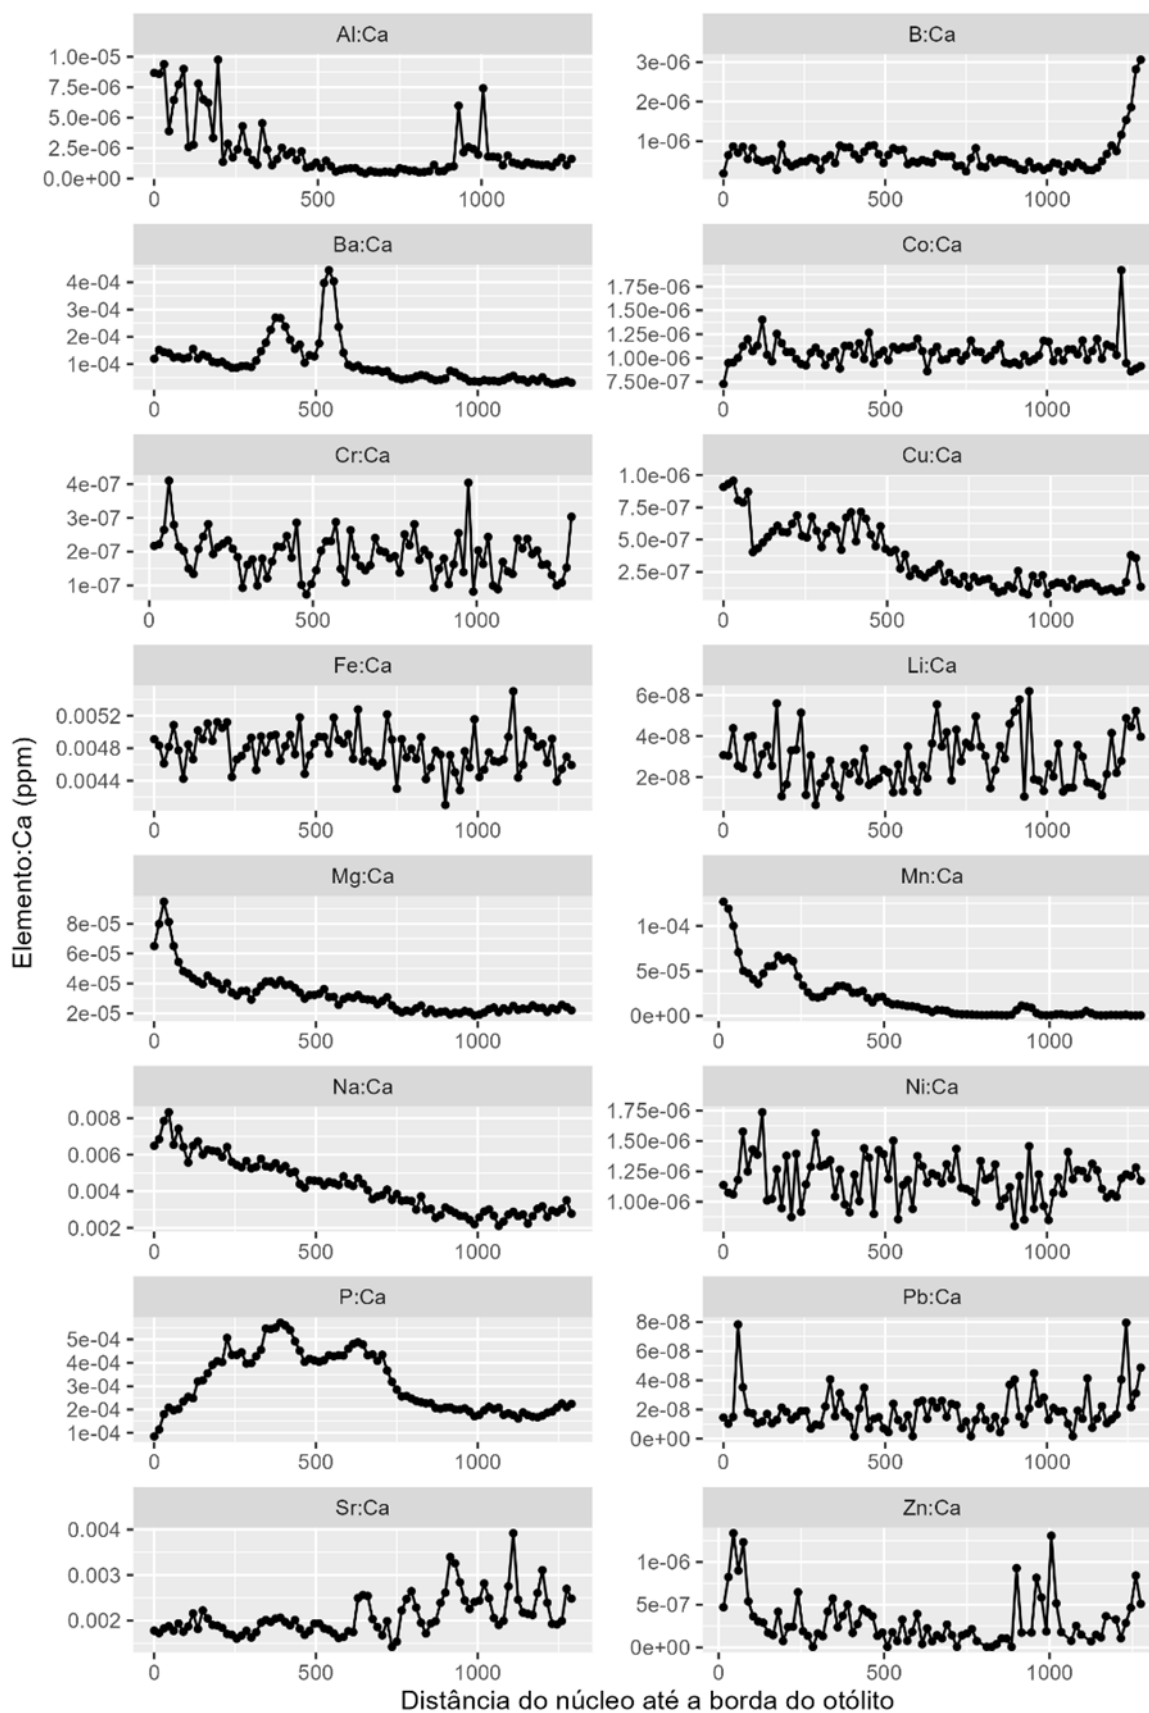 Al:Ca
1.0e-05
7.5e-06
5.0e-06
2.5e-06
0.0e+00
0 500 1000
B:Ca
3e-06
2e-06
1e-06
0 500 1000
Ba:Ca
4e-04
3e-04
2e-04
1e-04
0 500 1000
Co:Ca
1.75e-06
1.50e-06
1.25e-06
1.00e-06
7.50e-07
0 500 1000
Cr:Ca
4e-07
3e-07
2e-07
1e-07
0 500 1000
Cu:Ca
1.0e-06
7.5e-07
5.0e-07
2.5e-07
0 500 1000
Fe:Ca
0.0052
0.0048
0.0044
0 500 1000
Li:Ca
6e-08
4e-08
2e-08
0 500 1000
Mg:Ca
8e-05
6e-05
4e-05
2e-05
0 500 1000
Mn:Ca
1e-04
5e-05
0e+00
0 500 1000
Na:Ca
0.008
0.006
0.004
0.002
0 500 1000
Ni:Ca
1.75e-06
1.50e-06
1.25e-06
1.00e-06
0 500 1000
P:Ca
5e-04
4e-04
3e-04
2e-04
1e-04
0 500 1000
Pb:Ca
8e-08
6e-08
4e-08
2e-08
0e+00
0 500 1000
Sr:Ca
0.004
0.003
0.002
0 500 1000
Zn:Ca
1e-06
5e-07
0e+00
0 500 1000
Elemento:Ca (ppm)
Distância do núcleo até a borda do otólito